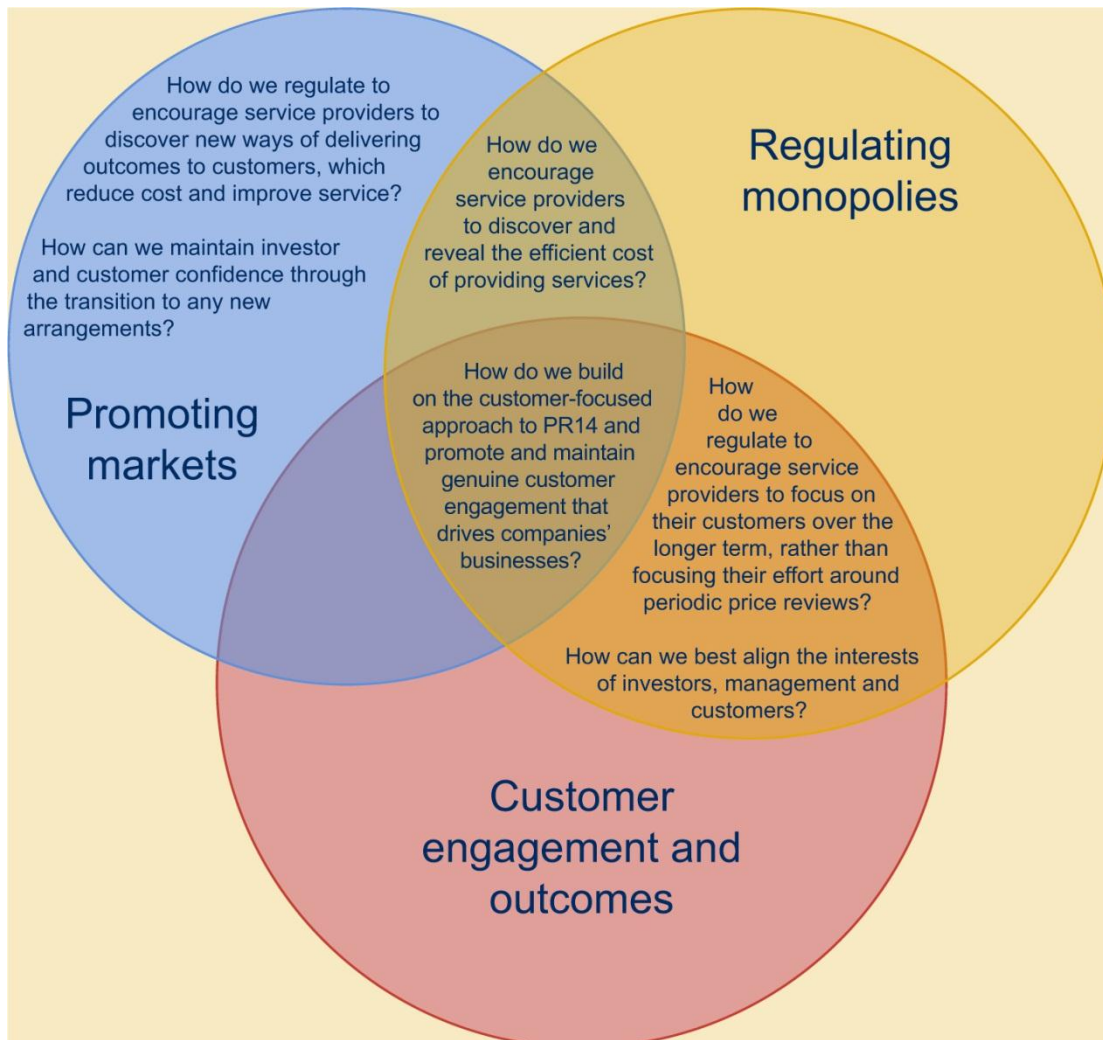 How do we regulate to
encourage service providers to
discover new ways of delivering
outcomes to customers, which
reduce cost and improve service?
How can we maintain investor
and customer confidence through
the transition to any new
arrangements?
Promoting
markets
How do we
encourage
service providers
to discover and
reveal the efficient cost
of providing services?
Regulating
monopolies
How do we build
on the customer-focused
approach to PR14 and
promote and maintain
genuine customer
engagement that
drives companies’
businesses?
How
do we
regulate to
encourage service
providers to focus on
their customers over the
longer term, rather than
focusing their effort around
periodic price reviews?
How can we best align the interests
of investors, management and
customers?
Customer
engagement and
outcomes